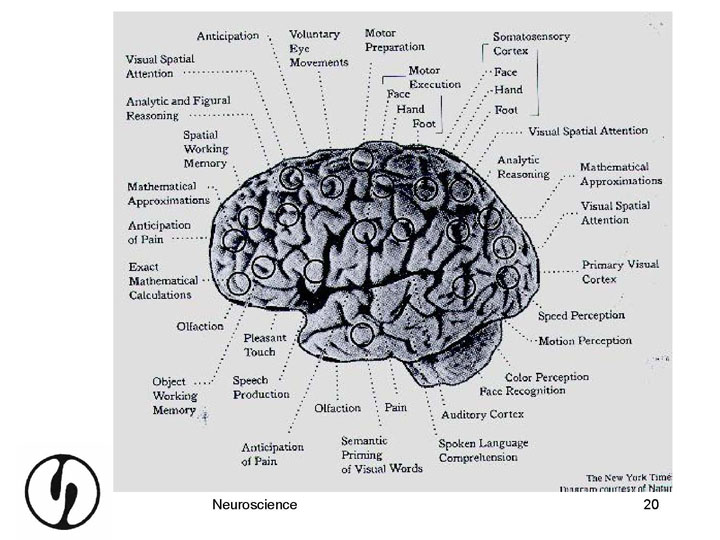 Anticipation
Voluntary
Eye
Movements
Motor
Preparation
Somatosensory
Cortex
Face
Hand
Foot
Visual Spatial
Attention
Motor
Execution
Face
Hand
Foot
Analytic and Figural
Reasoning
Visual Spatial Attention
Spatial
Working
Memory
Analytic
Reasoning
Mathematical
Approximations
Mathematical
Approximations
Visual Spatial
Attention
Anticipation
of Pain
Exact
Mathematical
Calculations
Primary Visual
Cortex
Olfaction
Speed Perception
Pleasant
Touch
Motion Perception
Object
Working
Memory
Speech
Production
Color Perception
Face Recognition
Olfaction
Pain
Auditory Cortex
Anticipation
of Pain
Semantic
Priming
of Visual Words
Spoken Language
Comprehension
The New York Time
Diagram courtesy of Natur
Neuroscience
20